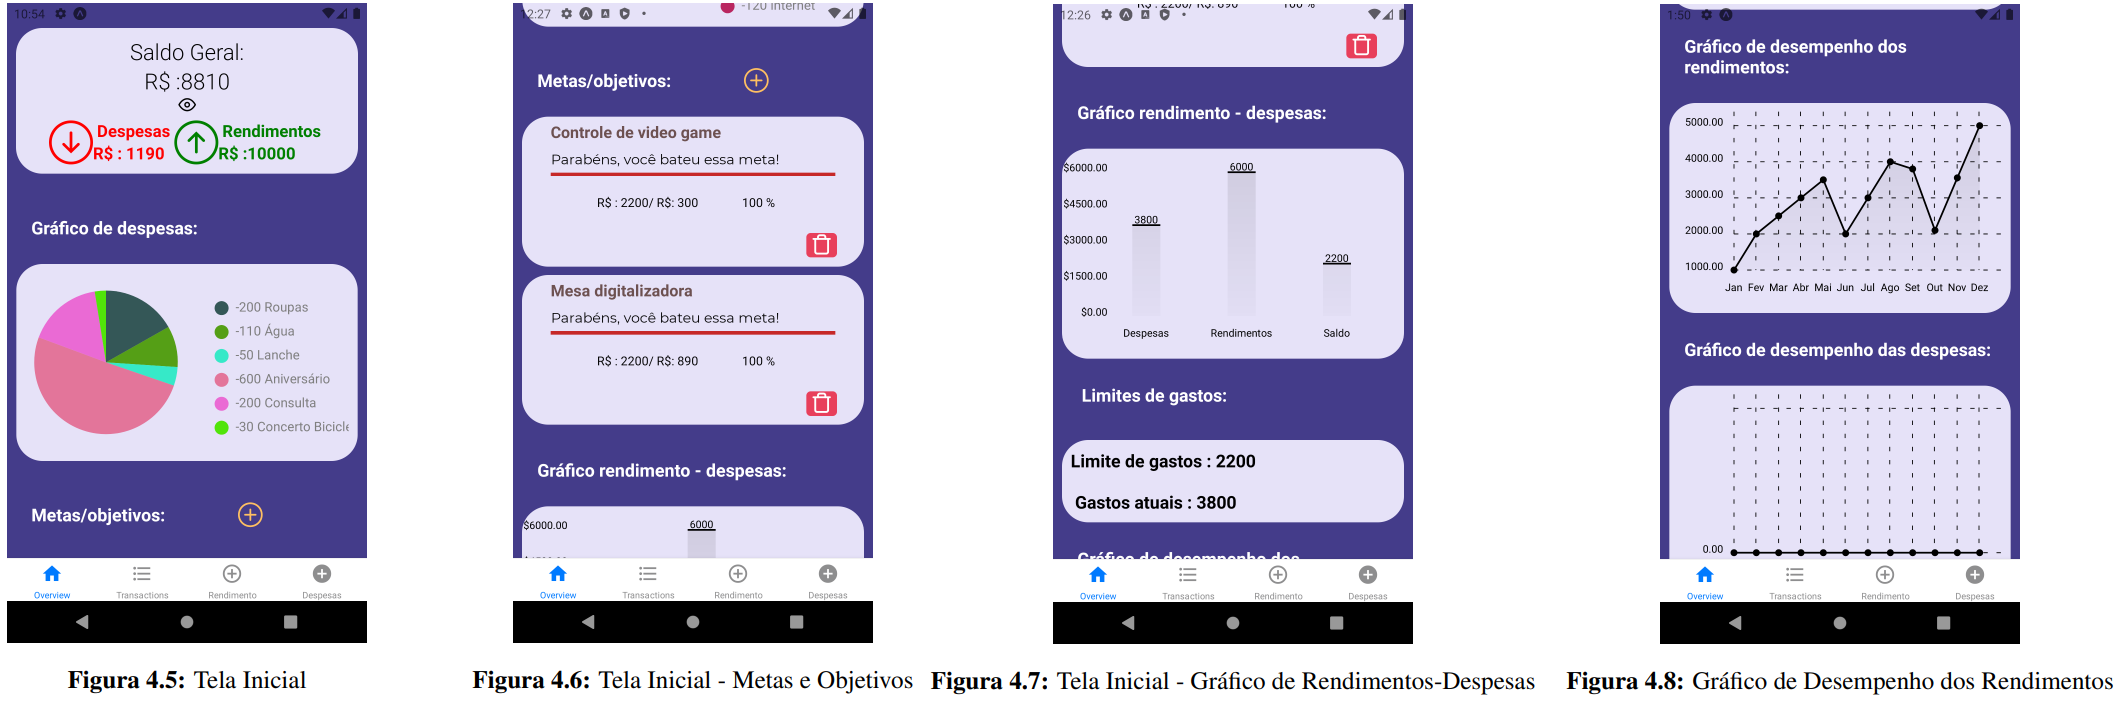 10:54
Saldo Geral:
R$ :8810
Despesas
R$ : 1190
Rendimentos
R$ :10000
Gráfico de despesas:
-200 Roupas
-110 Água
-50 Lanche
-600 Aniversário
-200 Consulta
-30 Concerto Bicicle
Metas/objetivos:
Overview
Transactions
Rendimento
Despesas
Figura 4.5: Tela Inicial
12:27
-120 Internet
Metas/objetivos:
Controle de video game
Parabéns, você bateu essa meta!
R$ : 2200/ R$: 300
100 %
Mesa digitalizadora
Parabéns, você bateu essa meta!
R$ : 2200/ R$: 890
100 %
Gráfico rendimento - despesas:
$6000.00
6000
Overview
Transactions
Rendimento
Despesas
Figura 4.6: Tela Inicial - Metas e Objetivos
12:26
R$ : 2200/ R$: 890
100 %
Gráfico rendimento - despesas:
$6000.00
$4500.00
$3000.00
$1500.00
$0.00
3800
6000
2200
Despesas
Rendimentos
Saldo
Limites de gastos:
Limite de gastos : 2200
Gastos atuais : 3800
Gráfico de desempenho dos
Overview
Transactions
Rendimento
Despesas
Figura 4.7: Tela Inicial - Gráfico de Rendimentos-Despesas
1:50
Gráfico de desempenho dos
rendimentos:
5000.00
4000.00
3000.00
2000.00
1000.00
Jan Fev Mar Abr Mai Jun Jul Ago Set Out Nov Dez
Gráfico de desempenho das despesas:
0.00
Overview
Transactions
Rendimento
Despesas
Figura 4.8: Gráfico de Desempenho dos Rendimentos